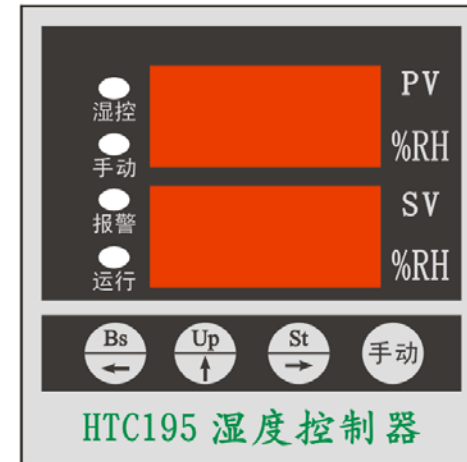 湿控
PV
手动
%RH
报警
SV
运行
%RH
Bs Up St 手动
HTC195 湿度控制器